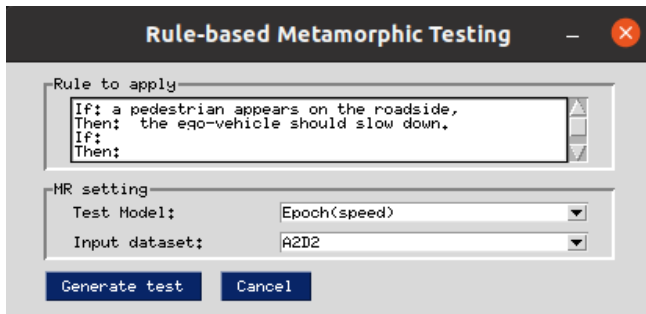 Rule-based Metamorphic Testing
Rule to apply
If: a pedestrian appears on the roadside,
Then:  the ego-vehicle should slow down.
If:
Then:
MR setting
Test Model: Epoch(speed)
Input dataset: A2D2
Generate test Cancel